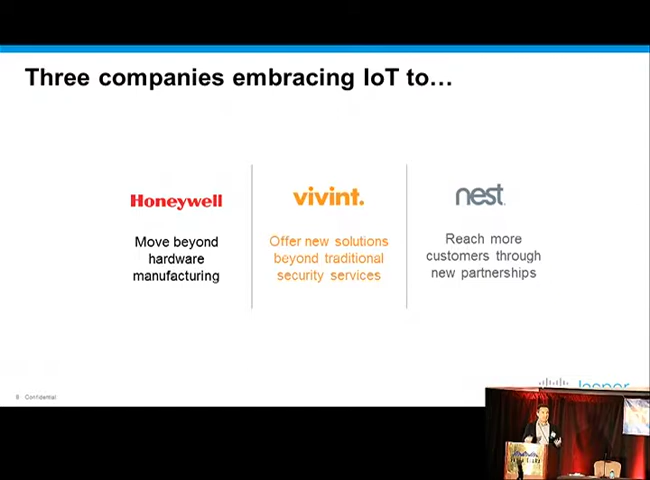 Three companies embracing IoT to…
Honeywell
Move beyond
hardware
manufacturing
vivint.
Offer new solutions
beyond traditional
security services
nest
Reach more
customers through
new partnerships
8 Confidential